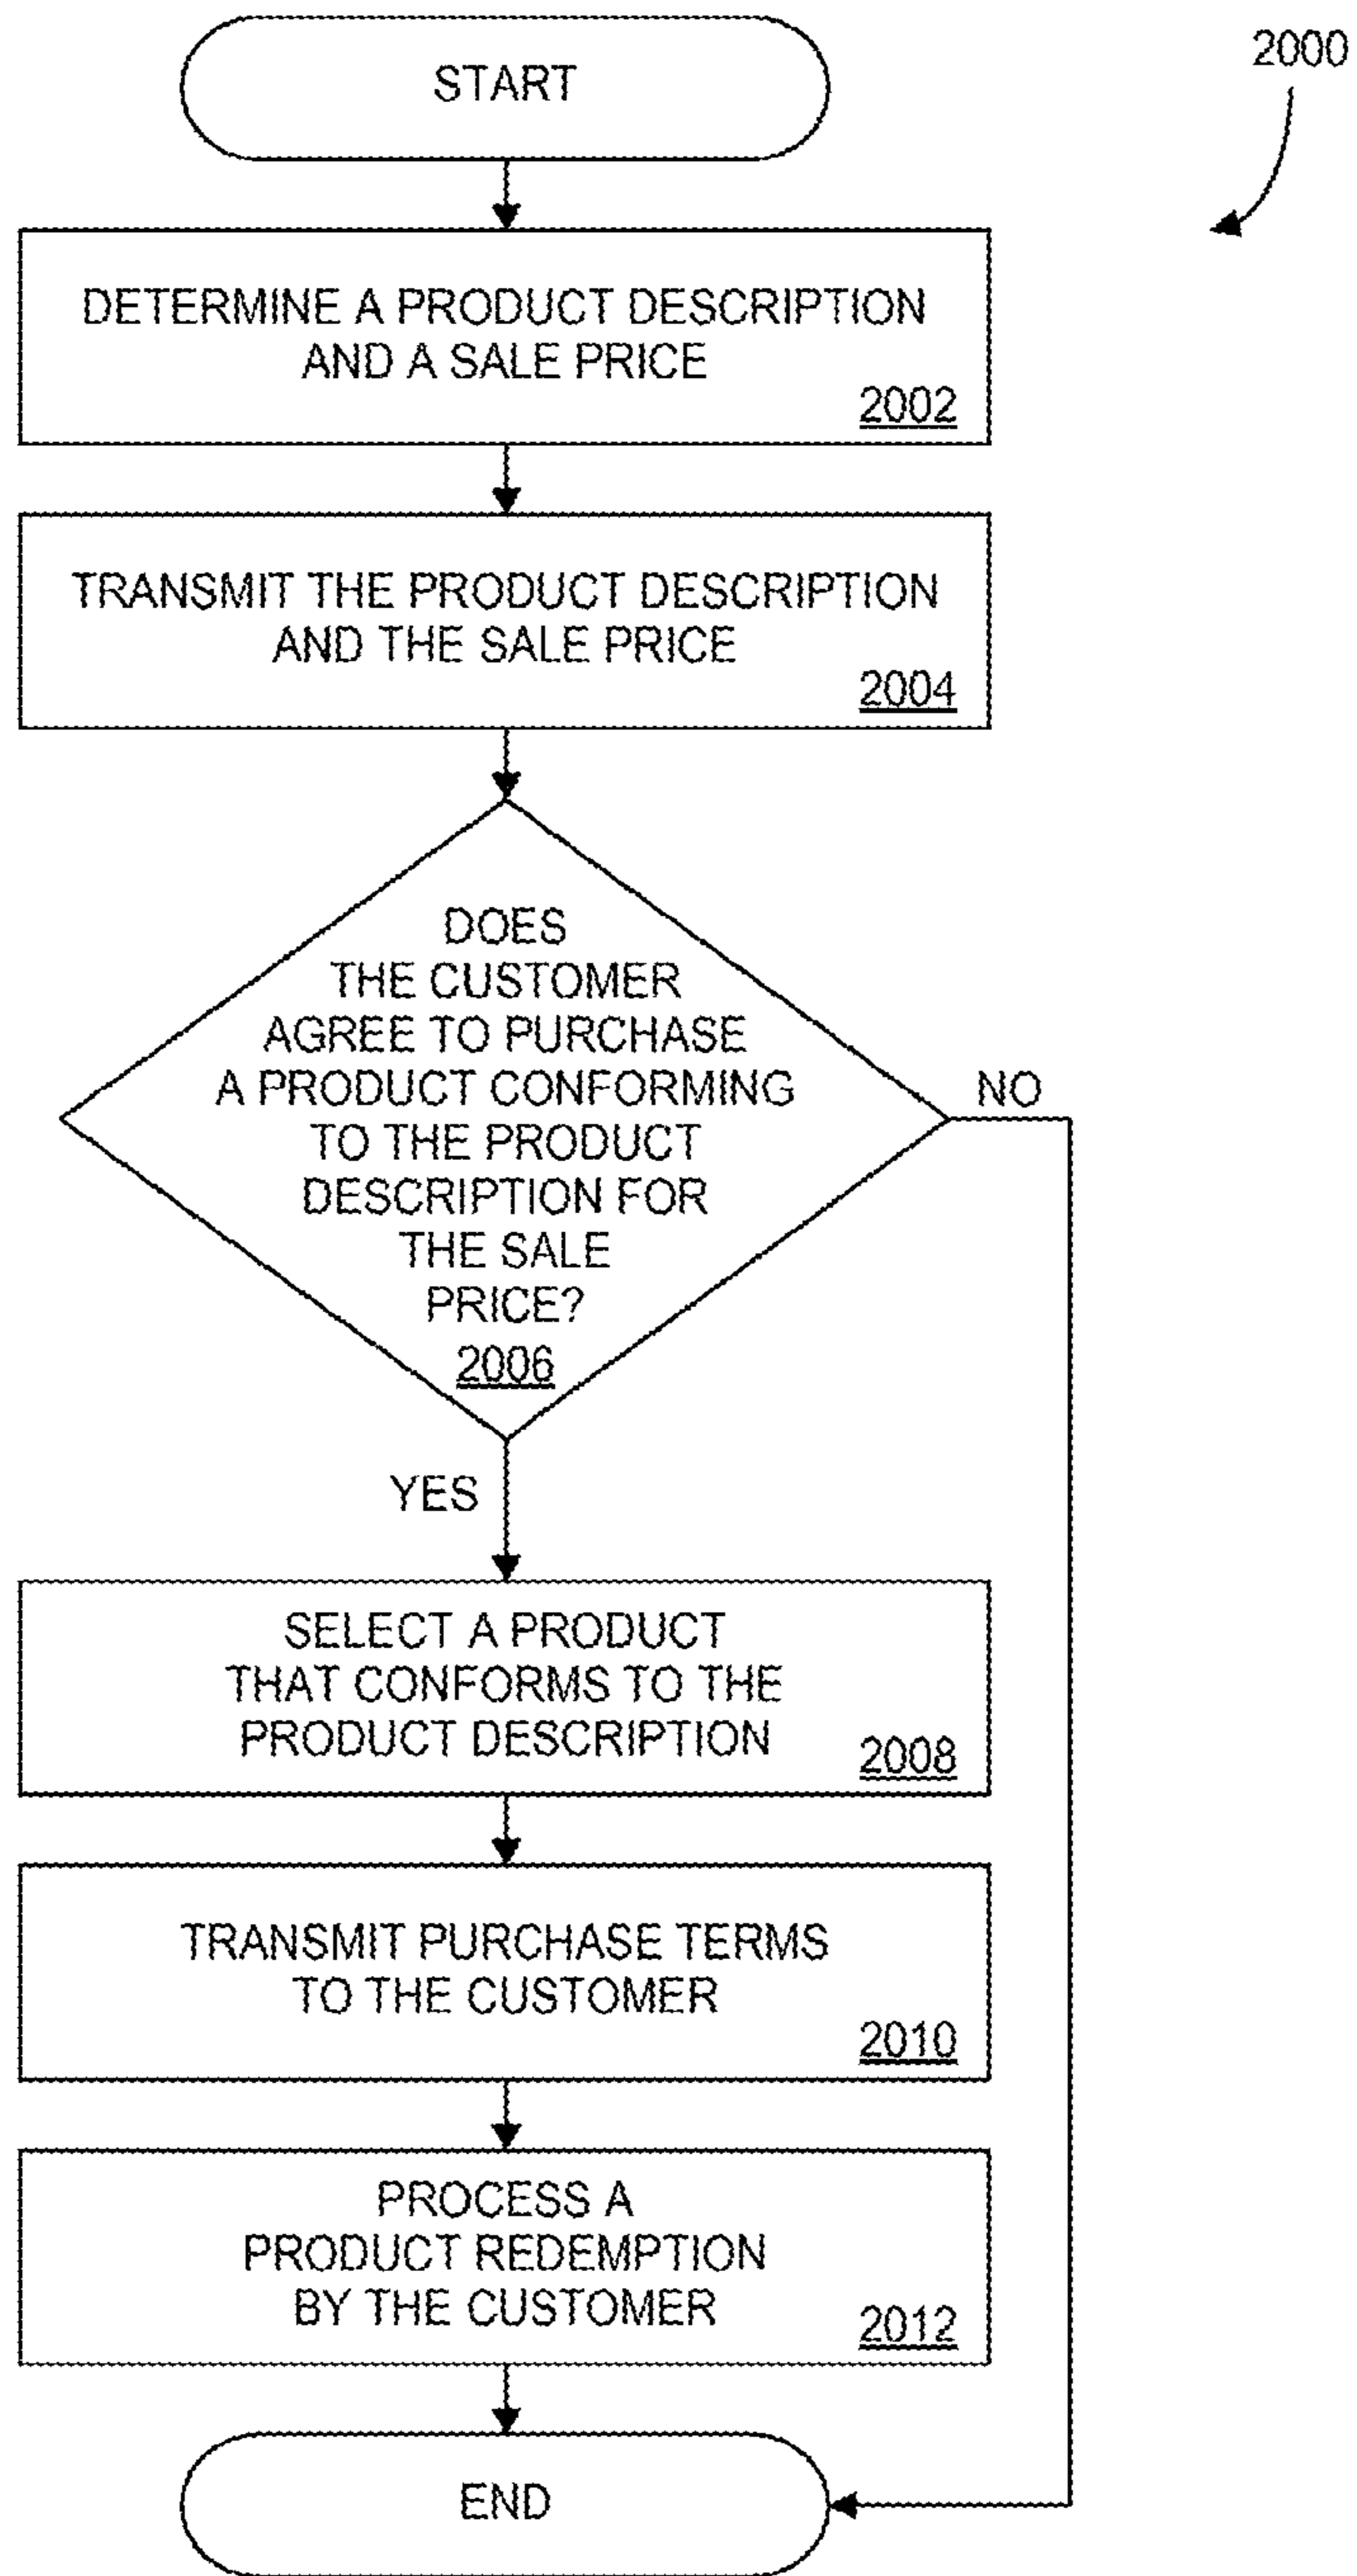 START
2000
DETERMINE A PRODUCT DESCRIPTION
AND A SALE PRICE
2002
TRANSMIT THE PRODUCT DESCRIPTION
AND THE SALE PRICE
2004
DOES
THE CUSTOMER
AGREE TO PURCHASE
A PRODUCT CONFORMING
TO THE PRODUCT
DESCRIPTION FOR
THE SALE
PRICE?
2006
NO
YES
SELECT A PRODUCT
THAT CONFORMS TO THE
PRODUCT DESCRIPTION
2008
TRANSMIT PURCHASE TERMS
TO THE CUSTOMER
2010
PROCESS A
PRODUCT REDEMPTION
BY THE CUSTOMER
2012
END